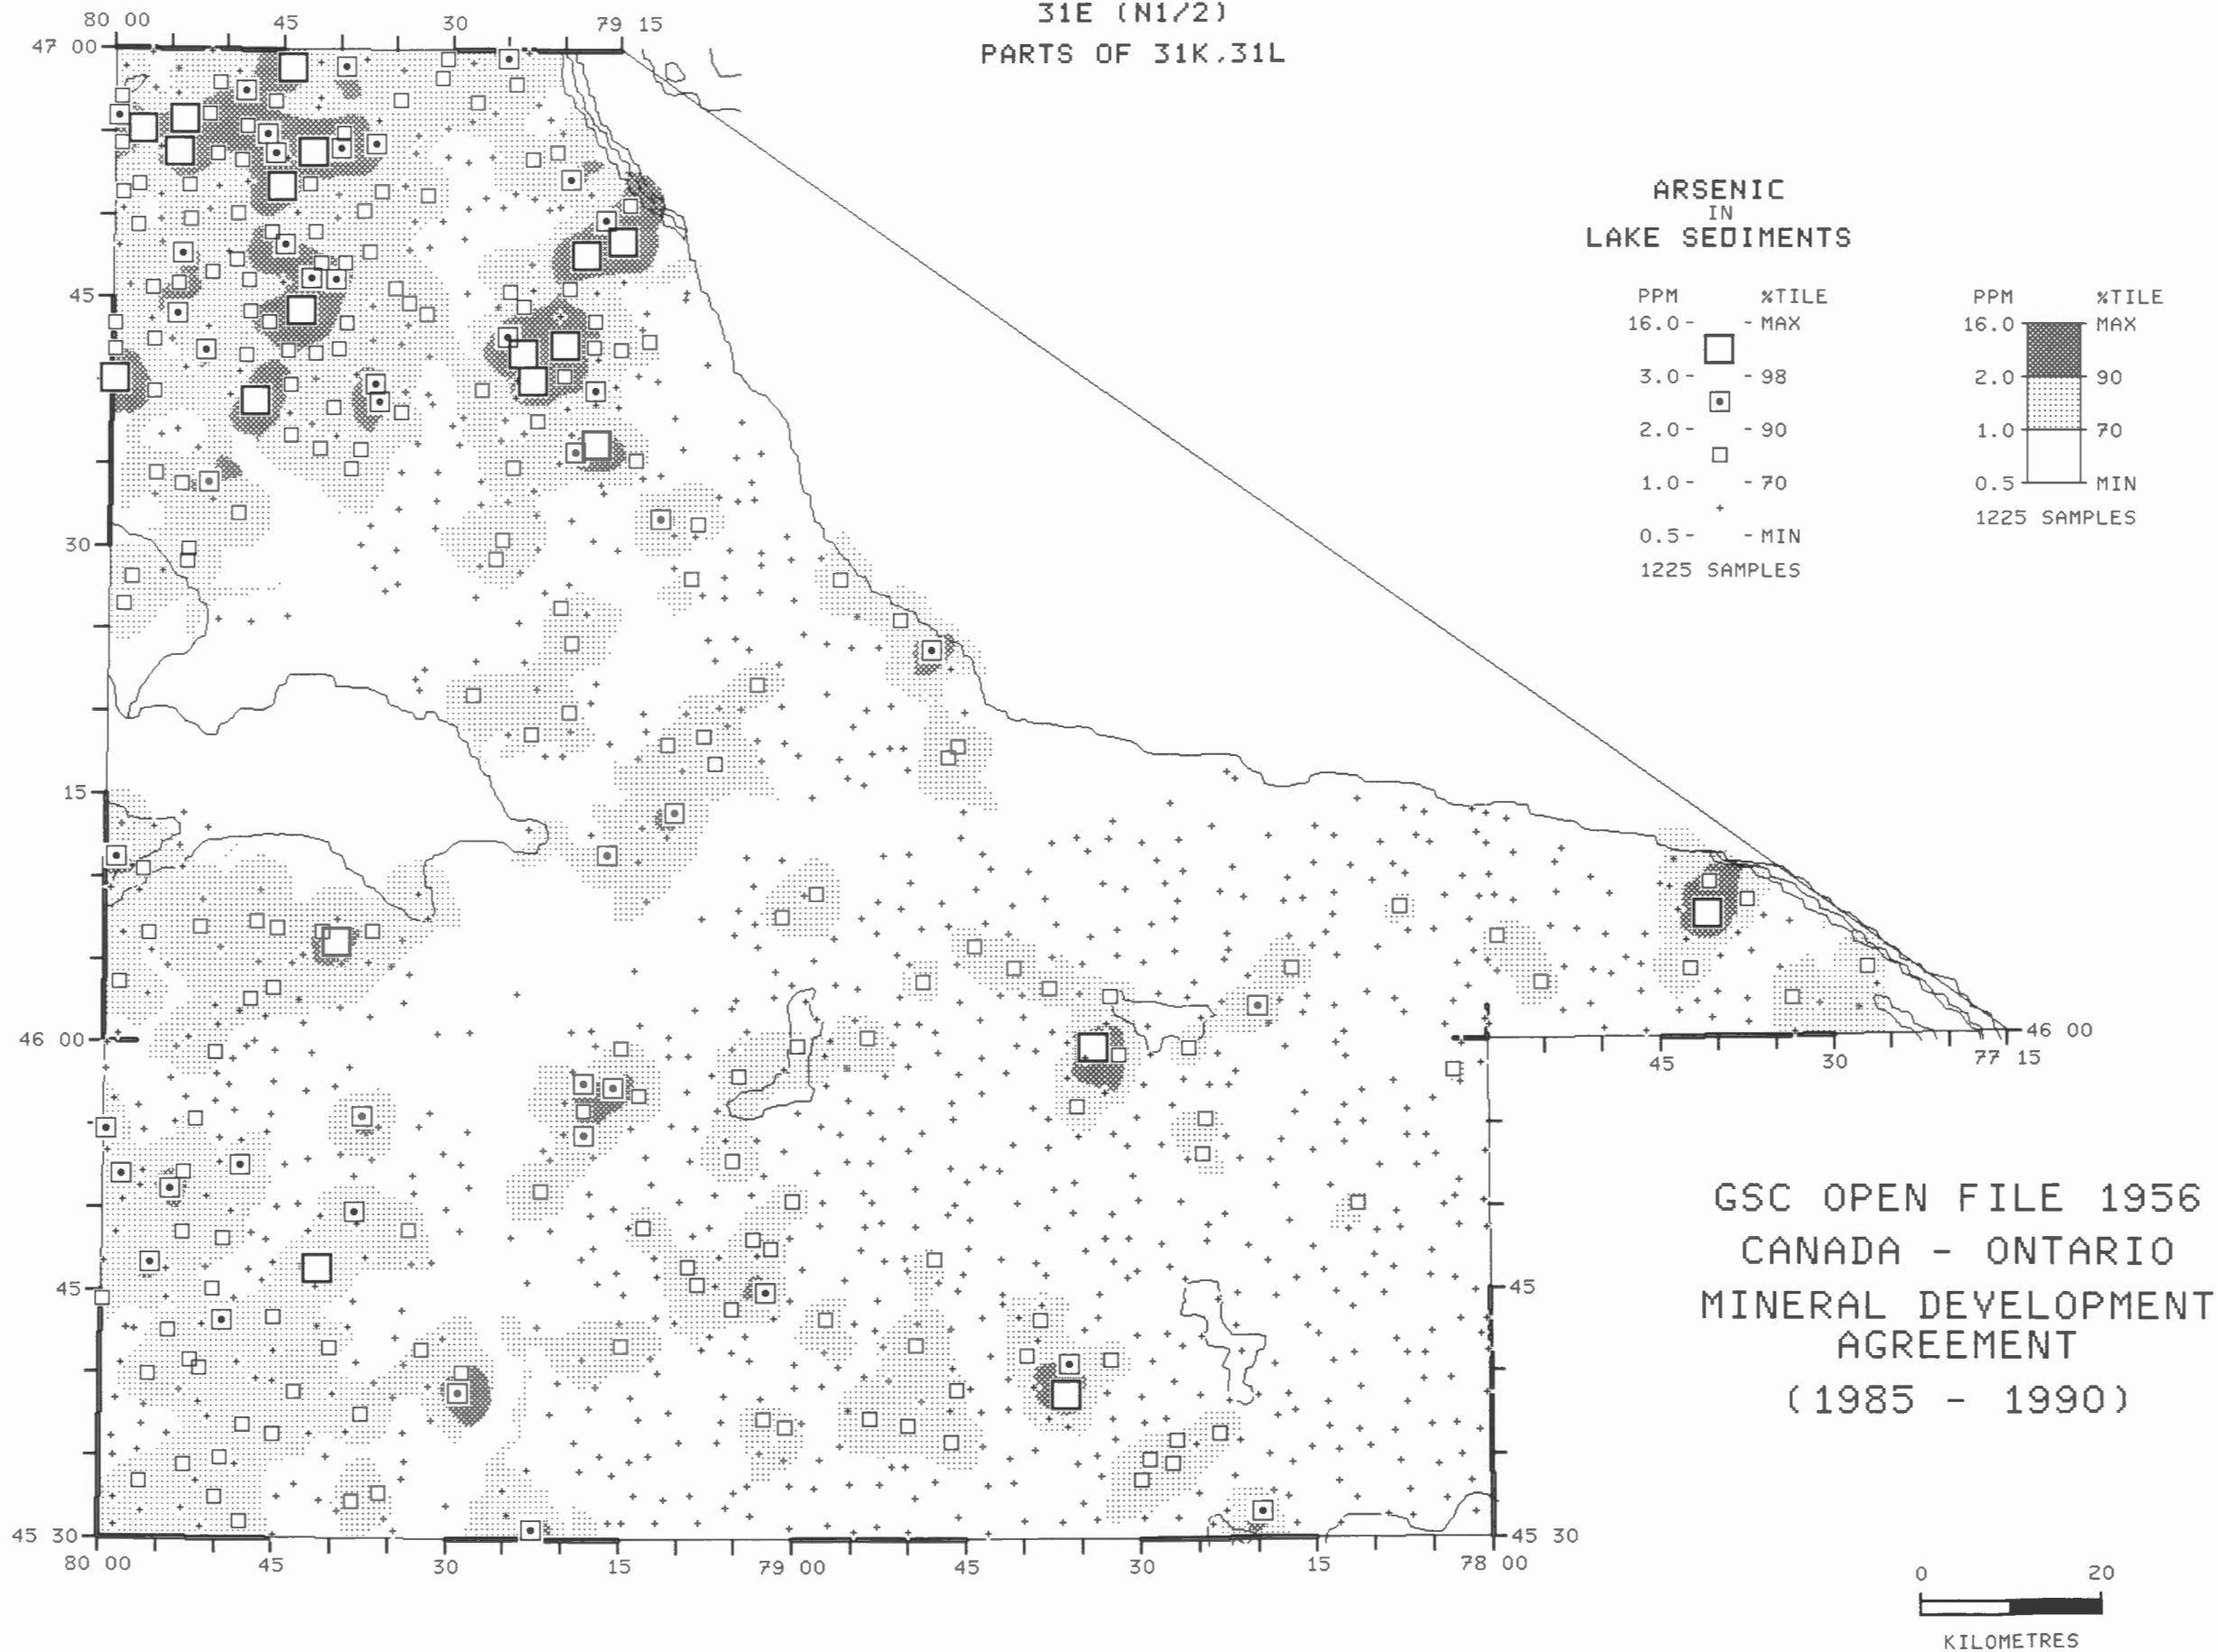 31E (N1/2)
PARTS OF 31K,31L
80 00 45 30 79 15
47 00
45
30
15
46 00
45
45 30
80 00 45 30 15 79 00 45 30 15 78 00
46 00
45 30 77 15
45
45 30
ARSENIC
IN
LAKE SEDIMENTS
PPM %TILE
16.0- - MAX
3.0- - 98
2.0- - 90
1.0- - 70
0.5- - MIN
1225 SAMPLES
PPM %TILE
16.0 MAX
2.0 90
1.0 70
0.5 MIN
1225 SAMPLES
GSC OPEN FILE 1956
CANADA - ONTARIO
MINERAL DEVELOPMENT
AGREEMENT
(1985 - 1990)
0 20
KILOMETRES